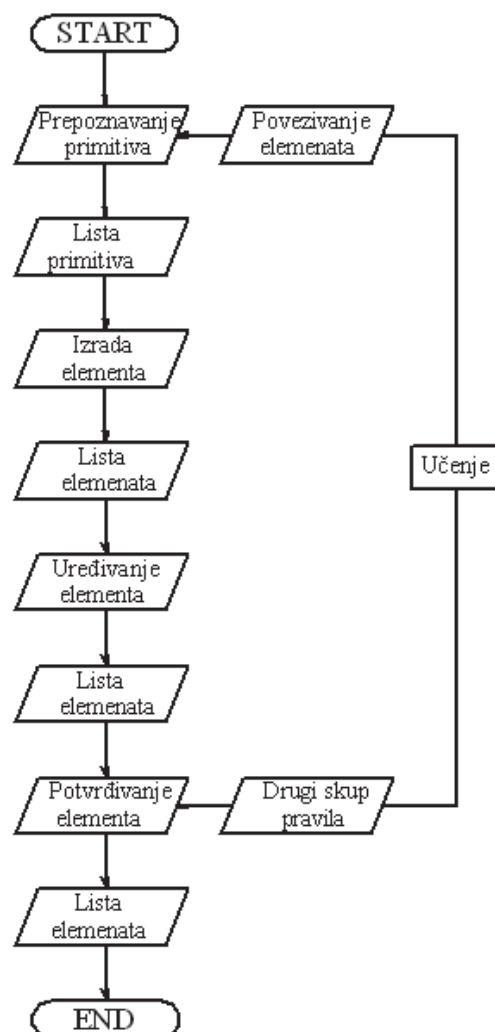 START
Prepoznavanje
primitiva
Povezivanje
elemenata
Lista
primitiva
Izrada
elementa
Lista
elemenata
Učenje
Uređivanje
elementa
Lista
elemenata
Potvrđivanje
elementa
Drugi skup
pravila
Lista
elemenata
END